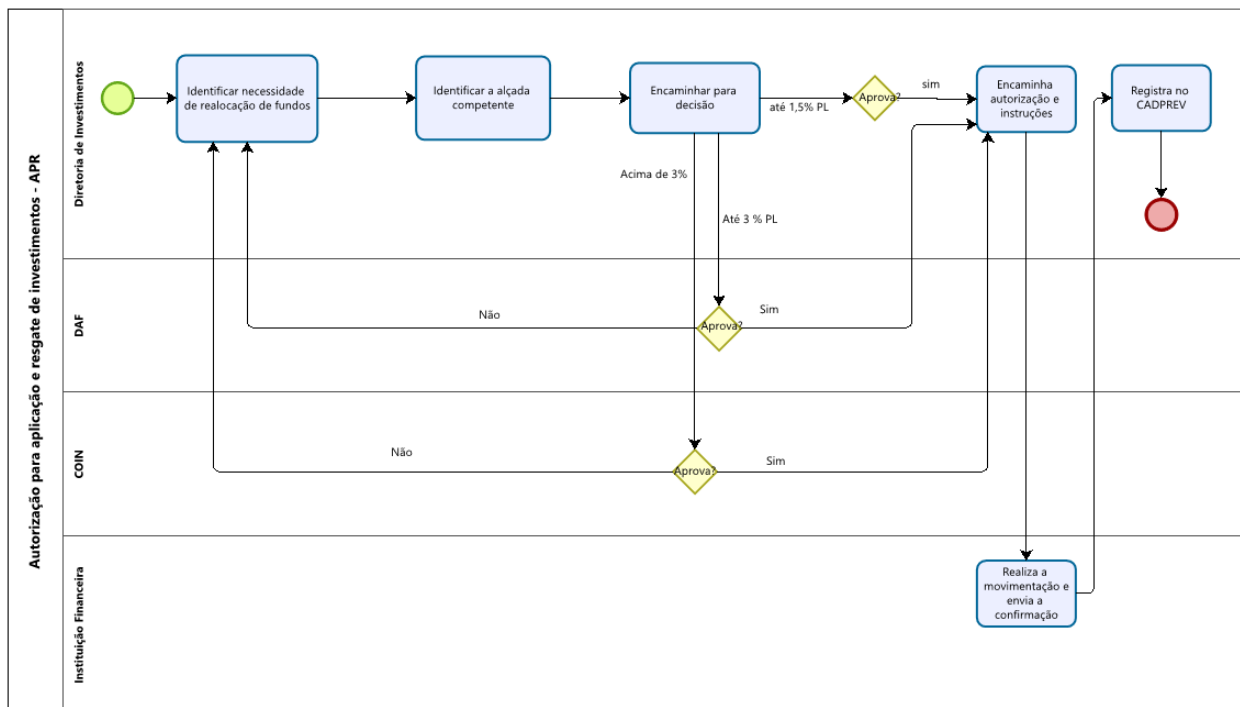 Autorização para aplicação e resgate de investimentos - APR
Diretoria de Investimentos
Identificar necessidade
de realocação de fundos
Identificar a alçada
competente
Encaminhar para
decisão
até 1,5% PL
Aprova?
sim
Encaminha
autorização e
instruções
Registra no
CADPREV
Acima de 3%
Até 3 % PL
DAF
Não
Aprova?
Sim
COIN
Não
Aprova?
Sim
Instituição Financeira
Realiza a
movimentação e
envia a
confirmação